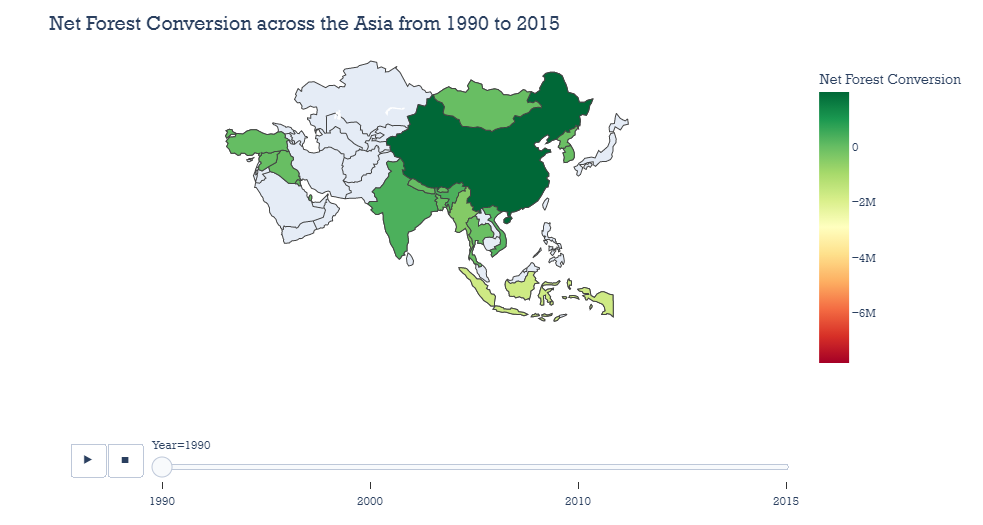 Net Forest Conversion across the Asia from 1990 to 2015
Net Forest Conversion
0
−2M
−4M
−6M
Year=1990
1990 2000 2010 2015